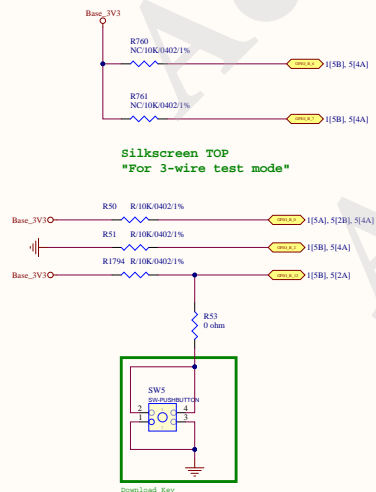 Base_3V3
R760
NC/10K/0402/1%
1[5B], 5[4A]
R761
NC/10K/0402/1%
1[5B], 5[4A]
Silkscreen TOP
"For 3-wire test mode"
R50 R/10K/0402/1%
Base_3V3 1[5A], 5[2B], 5[4A]
R51 R/10K/0402/1%
1[5B], 5[4A]
R1794 R/10K/0402/1%
Base_3V3 1[5B], 5[2A]
R53
0 ohm
SW5
SW-PUSHBUTTON
2 4
1 3
Download Key